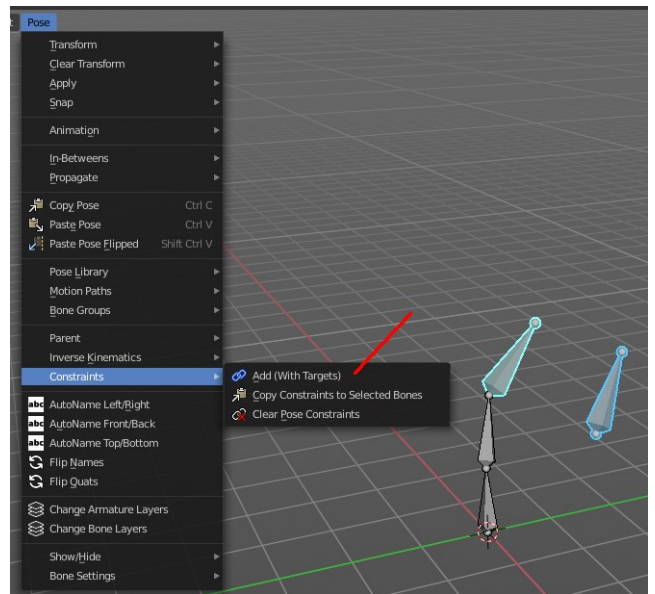 Pose
Transform
Clear Transform
Apply
Snap
Animation
In-Betweens
Propagate
Copy Pose Ctrl C
Paste Pose Ctrl V
Paste Pose Flipped Shift Ctrl V
Pose Library
Motion Paths
Bone Groups
Parent
Inverse Kinematics
Constraints
Add (With Targets)
Copy Constraints to Selected Bones
Clear Pose Constraints
abc AutoName Left/Right
abc AutoName Front/Back
abc AutoName Top/Bottom
Flip Names
Flip Quats
Change Armature Layers
Change Bone Layers
Show/Hide
Bone Settings